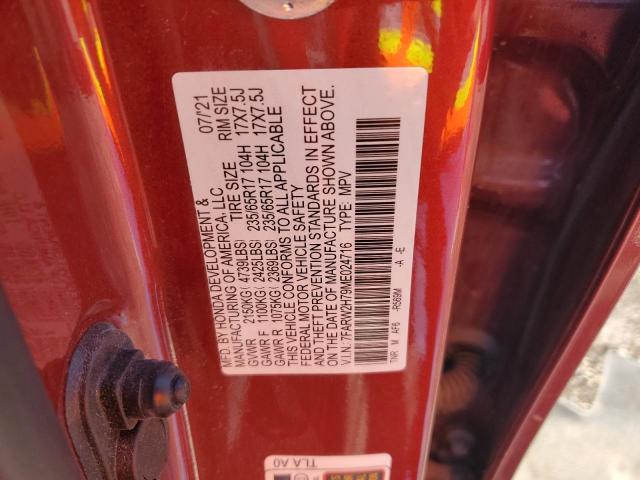 MFD. BY HONDA DEVELOPMENT & 07/'21
MANUFACTURING OF AMERICA, LLC
TIRE SIZE RIM SIZE
GVWR 2150KG( 4739LBS)
GAWR F 1100KG( 2425LBS) 235/65R17 104H 17X7.5J
GAWR R 1075KG( 2369LBS) 235/65R17 104H 17X7.5J
THIS VEHICLE CONFORMS TO ALL APPLICABLE
FEDERAL MOTOR VEHICLE SAFETY
AND THEFT PREVENTION STANDARDS IN EFFECT
ON THE DATE OF MANUFACTURE SHOWN ABOVE.
V.I.N.: 7FARW2H79ME024716 TYPE: MPV
TNR M AF6 -R569M -A -E
TLA A0